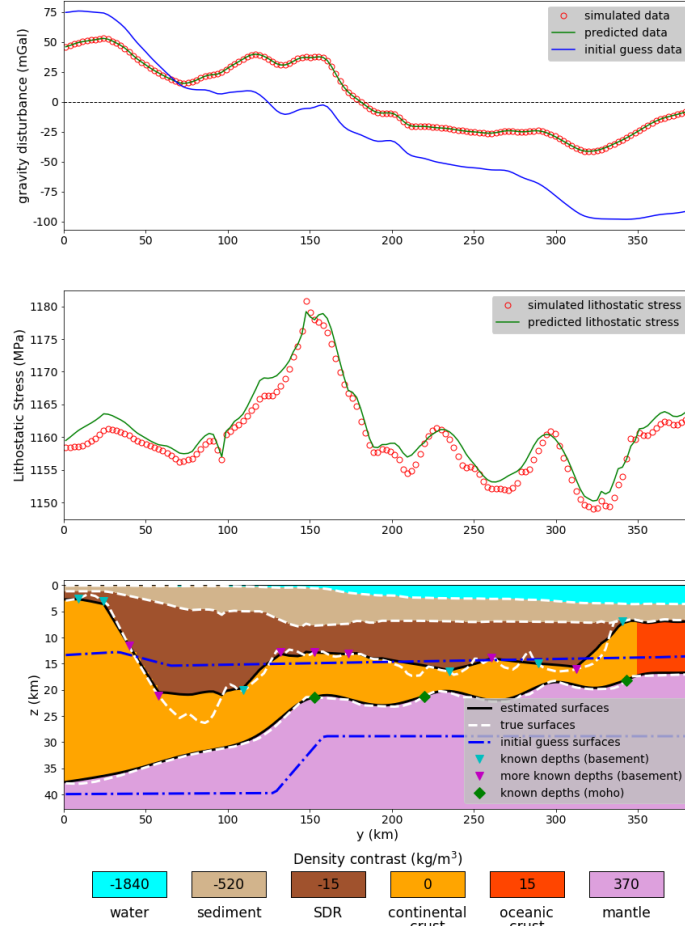 75
50
25
0
-25
-50
-75
-100
gravity disturbance (mGal)
simulated data
predicted data
initial guess data
0 50 100 150 200 250 300 350
1180
1175
1170
1165
1160
1155
1150
Lithostatic Stress (MPa)
simulated lithostatic stress
predicted lithostatic stress
0 50 100 150 200 250 300 350
0
5
10
15
20
25
30
35
40
z (km)
estimated surfaces
true surfaces
initial guess surfaces
known depths (basement)
more known depths (basement)
known depths (moho)
0 50 100 150 200 250 300 350
y (km)
Density contrast (kg/m³)
-1840 -520 -15 0 15 370
water sediment SDR continental oceanic mantle
crust crust